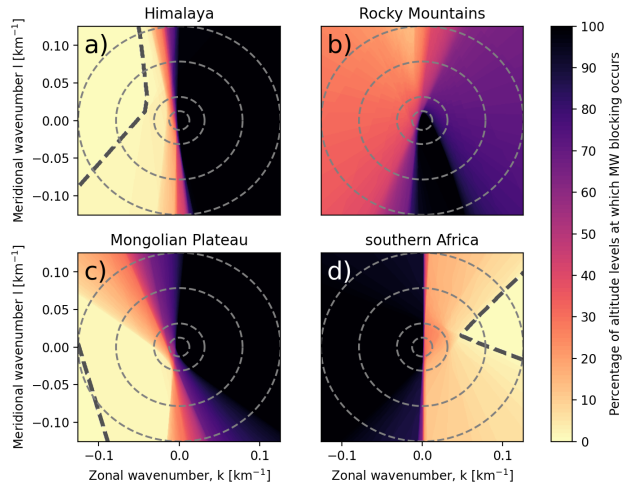 Himalaya
Rocky Mountains
a)
b)
0.10
0.05
0.00
−0.05
−0.10
Meridional wavenumber l [km⁻¹]
Mongolian Plateau
southern Africa
c)
d)
0.10
0.05
0.00
−0.05
−0.10
Meridional wavenumber l [km⁻¹]
−0.1
0.0
0.1
Zonal wavenumber, k [km⁻¹]
−0.1
0.0
0.1
Zonal wavenumber, k [km⁻¹]
100
90
80
70
60
50
40
30
20
10
0
Percentage of altitude levels at which MW blocking occurs